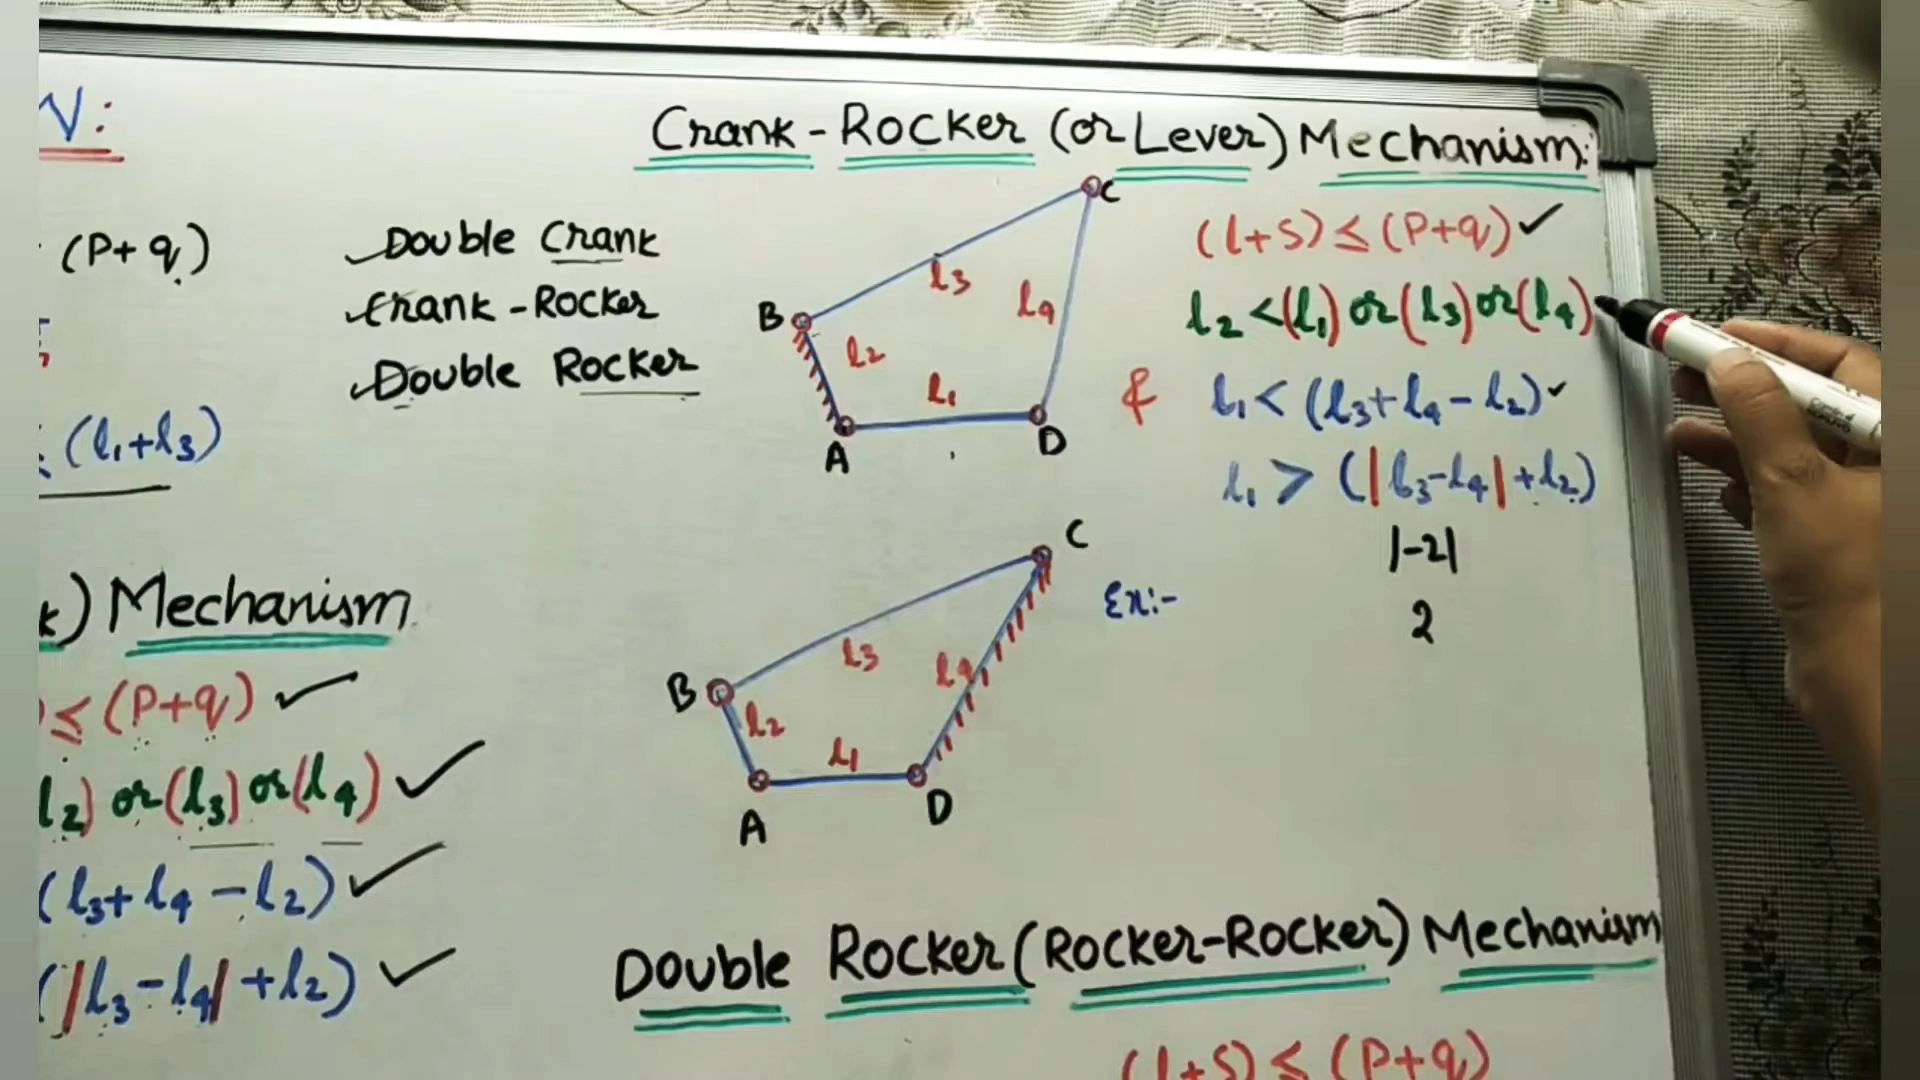 V:
(P+q)
(l₁+l₃)
Double Crank
Crank-Rocker
Double Rocker
k) Mechanism
≤(P+q)
l₂) or (l₃) or (l₄)
(l₃+l₄-l₂)
(|l₃-l₄|+l₂)
Crank-Rocker (or Lever) Mechanism:
C
l₃
l₄
B
l₂
l₁
A
D
(l+s)≤(P+q)
l₂<(l₁) or (l₃) or (l₄)
& l₁<(l₃+l₄-l₂)
l₁>(|l₃-l₄|+l₂)
|-2|
2
C
Ex:-
l₃
l₄
B
l₂
l₁
A
D
Double Rocker (Rocker-Rocker) Mechanism
(l+s)≤(P+q)